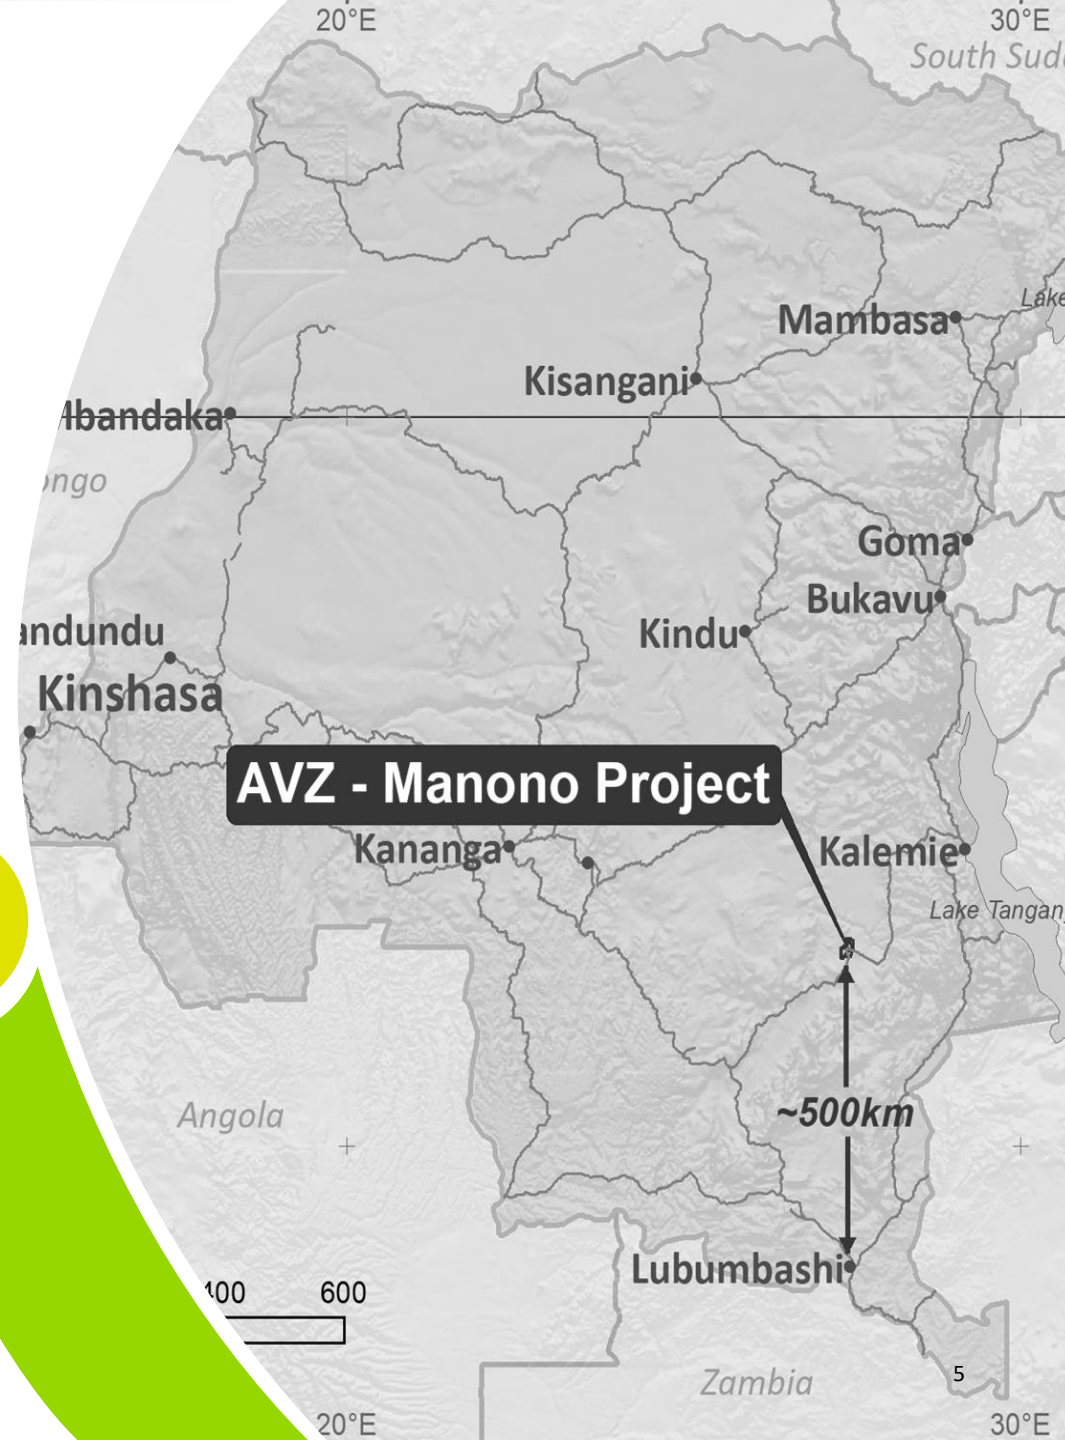 20°E 30°E
South Sud
Lake
Mambasa
Kisangani
Mbandaka
ongo
Goma
Bukavu
andundu
Kindu
Kinshasa
AVZ - Manono Project
Kananga
Kalemie
Lake Tangan
~500km
Angola
Lubumbashi
400 600
5
Zambia
20°E 30°E